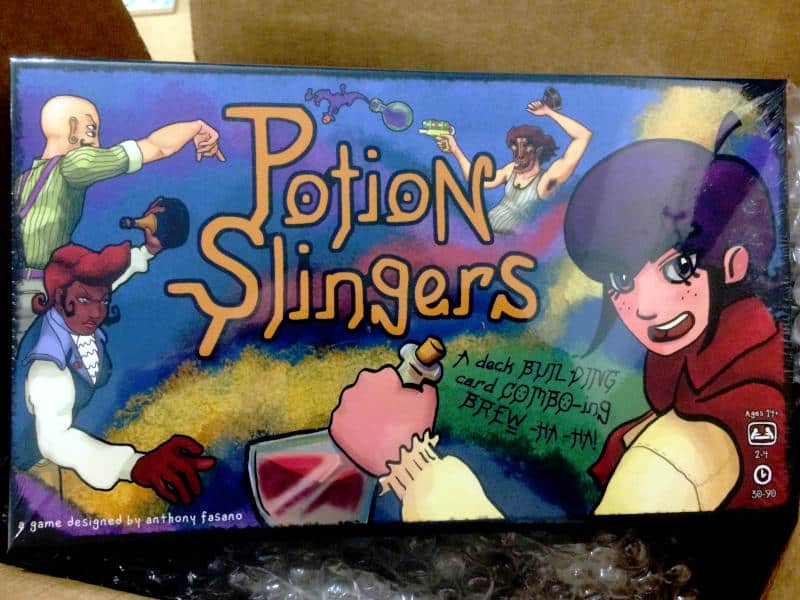 Potion
Slingers
A deck BUILDING
card COMBO-ing
BREW-HA-HA!
Ages 14+
2-4
30-90
a game designed by anthony fasano